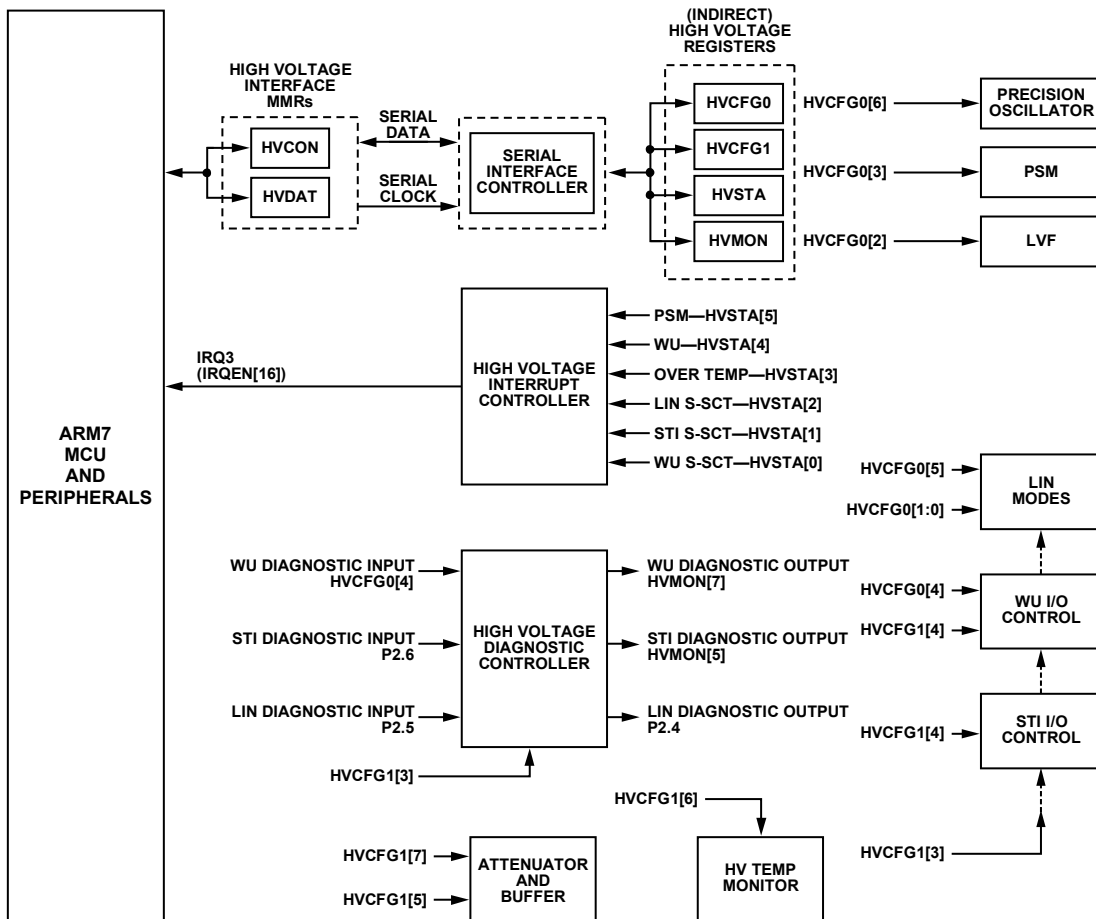 (INDIRECT)
HIGH VOLTAGE
REGISTERS
HIGH VOLTAGE
INTERFACE
MMRs
HVCON
HVDAT
SERIAL
DATA
SERIAL
CLOCK
SERIAL
INTERFACE
CONTROLLER
HVCFG0
HVCFG1
HVSTA
HVMON
HVCFG0[6]
PRECISION
OSCILLATOR
HVCFG0[3]
PSM
HVCFG0[2]
LVF
ARM7
MCU
AND
PERIPHERALS
IRQ3
(IRQEN[16])
HIGH VOLTAGE
INTERRUPT
CONTROLLER
PSM—HVSTA[5]
WU—HVSTA[4]
OVER TEMP—HVSTA[3]
LIN S-SCT—HVSTA[2]
STI S-SCT—HVSTA[1]
WU S-SCT—HVSTA[0]
HVCFG0[5]
HVCFG0[1:0]
LIN
MODES
WU DIAGNOSTIC INPUT
HVCFG0[4]
STI DIAGNOSTIC INPUT
P2.6
LIN DIAGNOSTIC INPUT
P2.5
HIGH VOLTAGE
DIAGNOSTIC
CONTROLLER
WU DIAGNOSTIC OUTPUT
HVMON[7]
STI DIAGNOSTIC OUTPUT
HVMON[5]
LIN DIAGNOSTIC OUTPUT
P2.4
HVCFG1[3]
HVCFG0[4]
HVCFG1[4]
WU I/O
CONTROL
HVCFG1[4]
STI I/O
CONTROL
HVCFG1[3]
HVCFG1[6]
HV TEMP
MONITOR
HVCFG1[7]
HVCFG1[5]
ATTENUATOR
AND
BUFFER